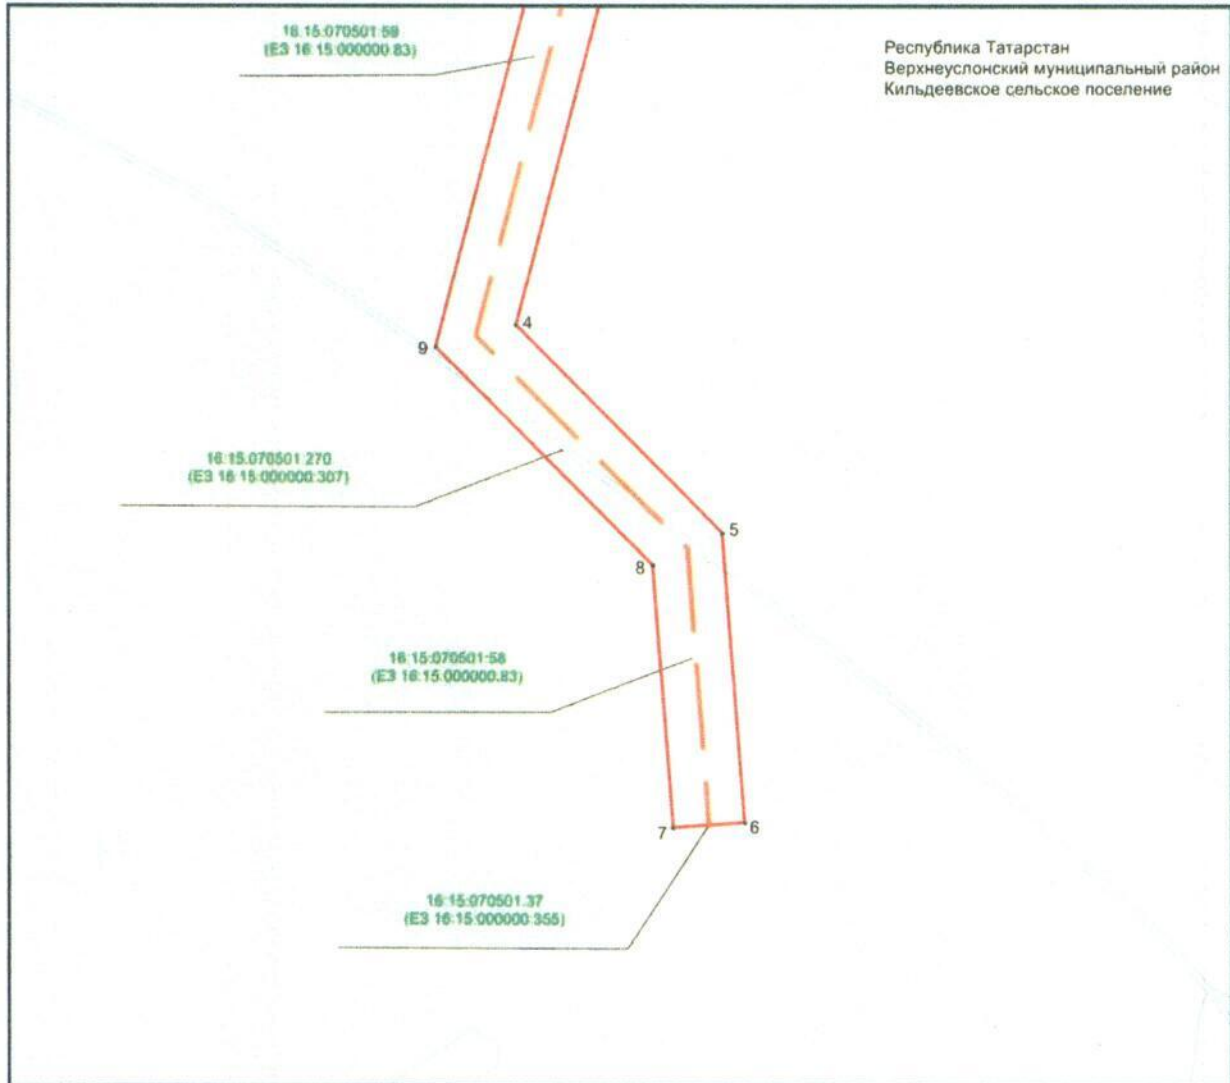 16:15:070501:59
(ЕЗ 16:15:000000:83)
Республика Татарстан
Верхнеуслонский муниципальный район
Кильдеевское сельское поселение
4
9
16:15:070501:270
(ЕЗ 16:15:000000:307)
5
8
16:15:070501:58
(ЕЗ 16:15:000000:83)
7
6
16:15:070501:37
(ЕЗ 16:15:000000:355)